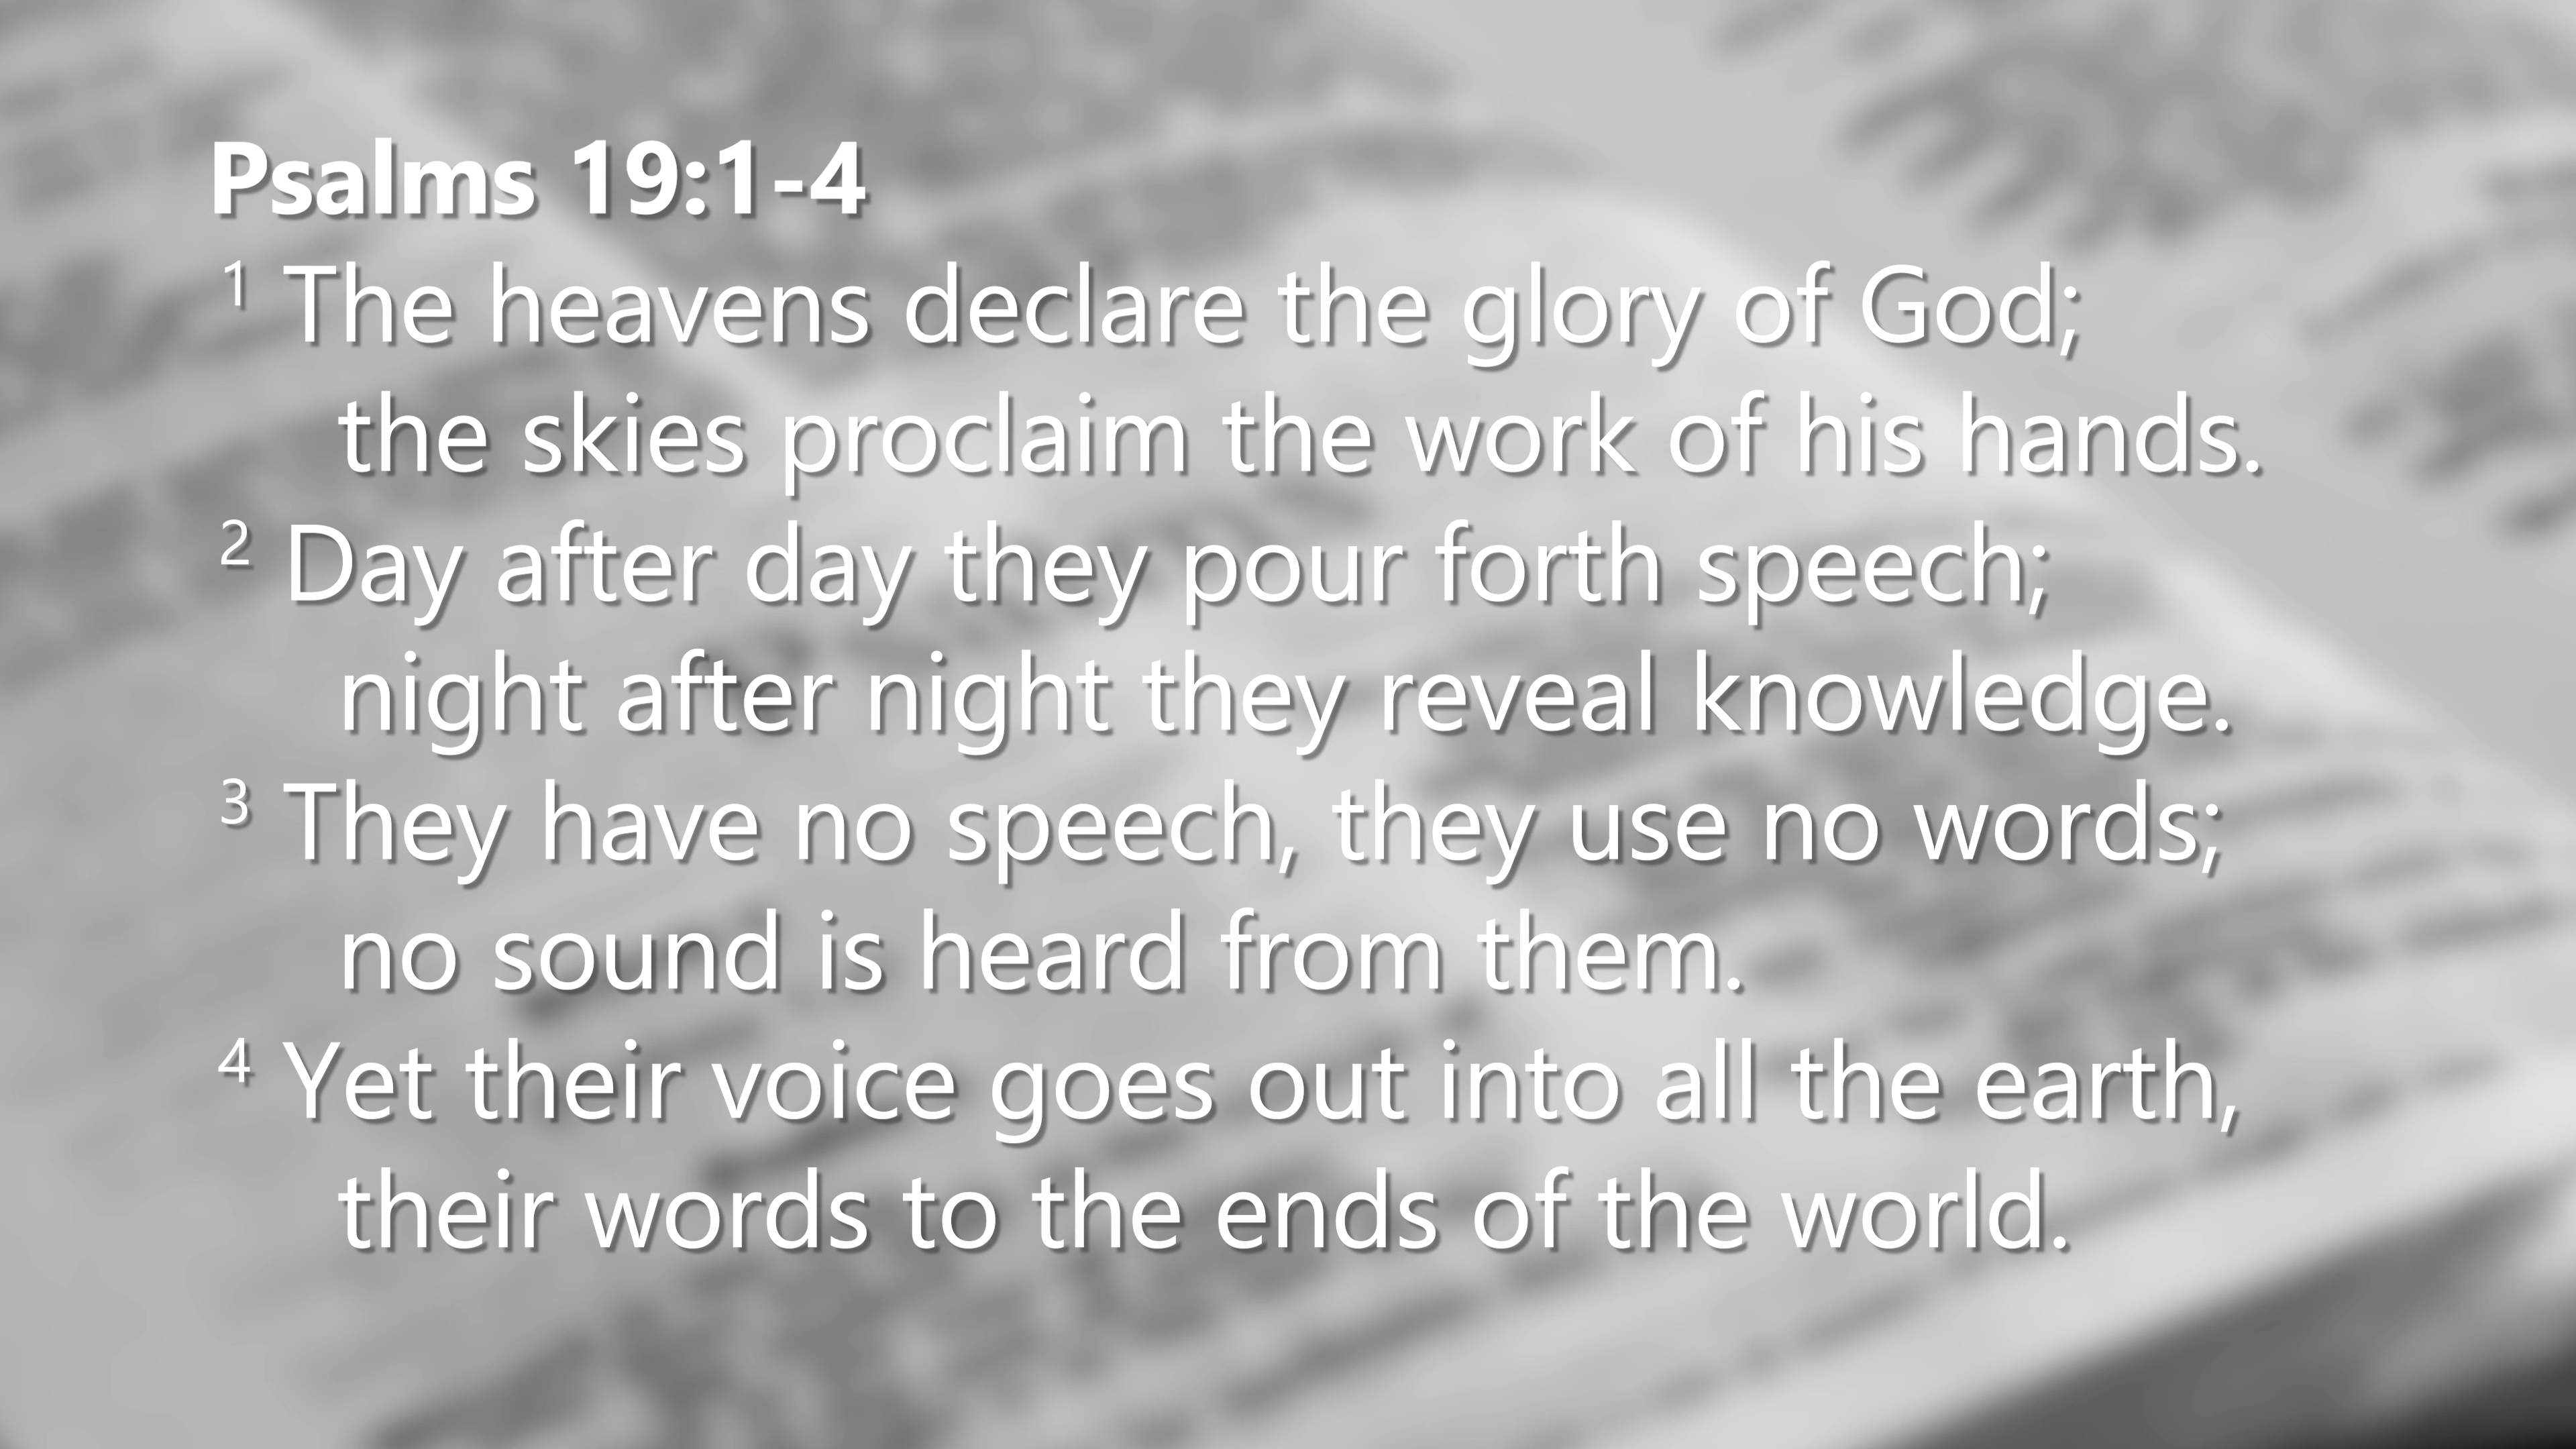 Psalms 19:1-4
1 The heavens declare the glory of God;
the skies proclaim the work of his hands.
2 Day after day they pour forth speech;
night after night they reveal knowledge.
3 They have no speech, they use no words;
no sound is heard from them.
4 Yet their voice goes out into all the earth,
their words to the ends of the world.